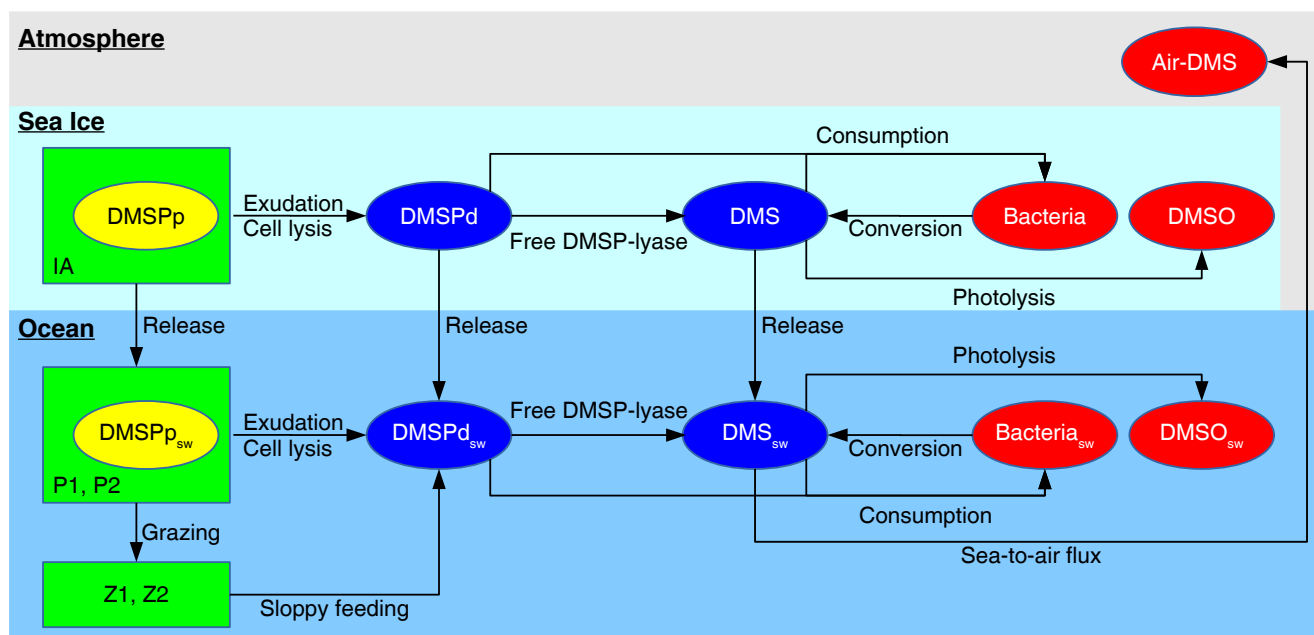 Atmosphere
Air-DMS
Sea Ice
Consumption
DMSPp
IA
Exudation
Cell lysis
DMSPd
Free DMSP-lyase
DMS
Conversion
Bacteria
DMSO
Photolysis
Release
Release
Release
Ocean
Photolysis
DMSPp_sw
P1, P2
Exudation
Cell lysis
DMSPd_sw
Free DMSP-lyase
DMS_sw
Conversion
Bacteria_sw
DMSO_sw
Consumption
Grazing
Sea-to-air flux
Z1, Z2
Sloppy feeding